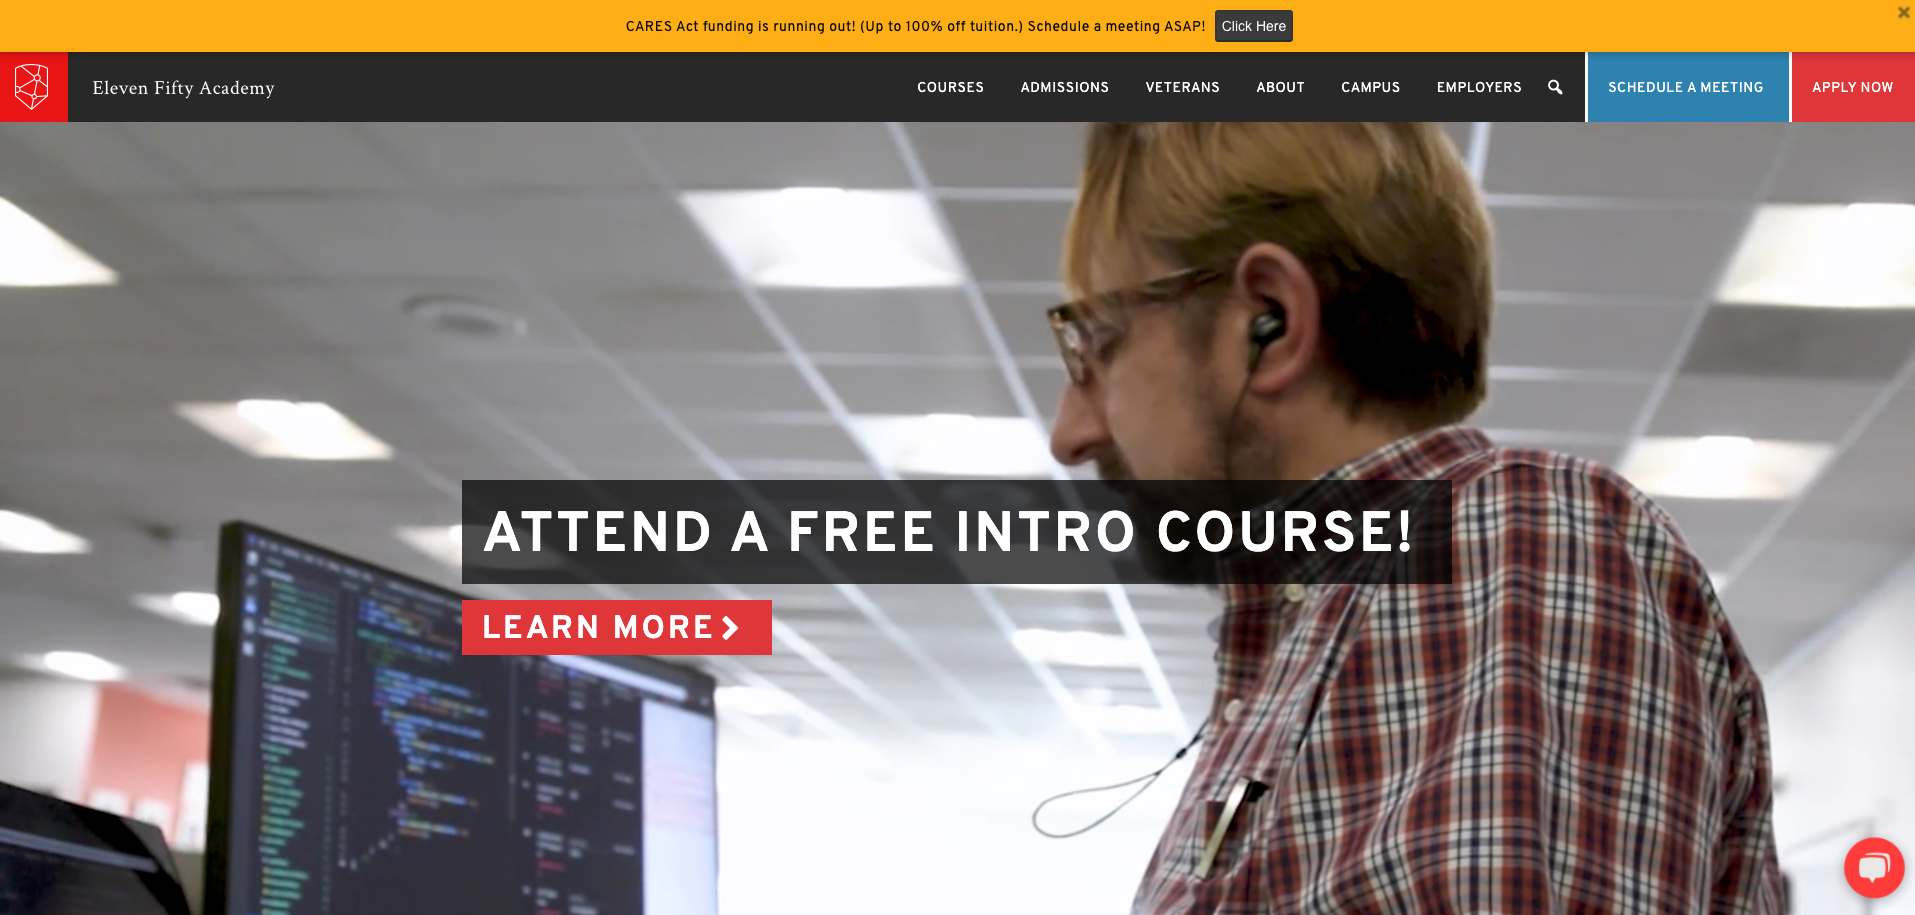 CARES Act funding is running out! (Up to 100% off tuition.) Schedule a meeting ASAP! Click Here
Eleven Fifty Academy COURSES ADMISSIONS VETERANS ABOUT CAMPUS EMPLOYERS SCHEDULE A MEETING APPLY NOW
ATTEND A FREE INTRO COURSE!
LEARN MORE